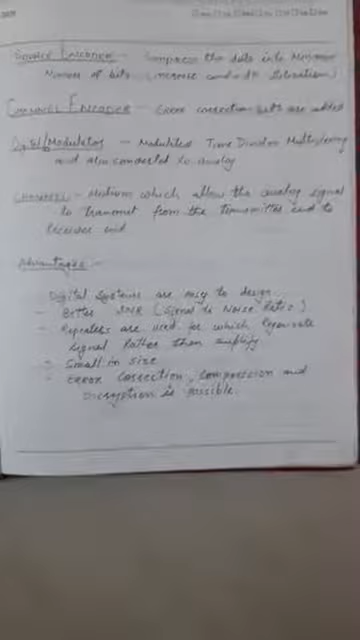 Source Encoder - Compress the data into Minimum
Number of bits. (increase bandwidth utilization)
Channel Encoder - Error correction bits are added
Digital Modulator - Modulated Time Division Multiplexing
and also converted to analog
Channel - Medium which allow the analog signal
to transmit from the transmitter end to
receiver end
Advantages -
Digital Systems are easy to design
- Better SNR (Signal to Noise Ratio)
- Repeaters are used for which Regenerate
signal Rather than amplify
- Small in size
- Error Correction, compression and
Encryption is possible.